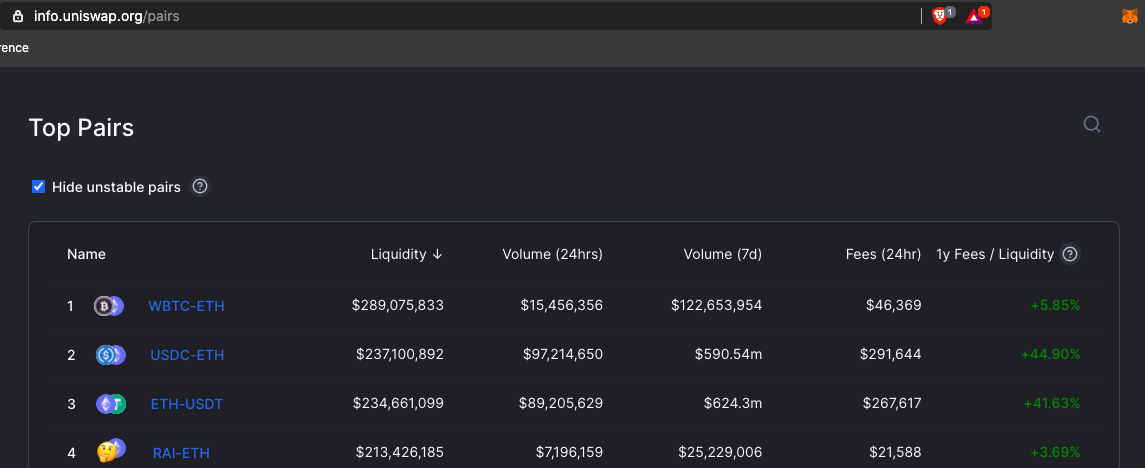 info.uniswap.org/pairs
1
1
rence
Top Pairs
Hide unstable pairs ?
Name Liquidity ↓ Volume (24hrs) Volume (7d) Fees (24hr) 1y Fees / Liquidity ?
1 WBTC-ETH $289,075,833 $15,456,356 $122,653,954 $46,369 +5.85%
2 USDC-ETH $237,100,892 $97,214,650 $590.54m $291,644 +44.90%
3 ETH-USDT $234,661,099 $89,205,629 $624.3m $267,617 +41.63%
4 RAI-ETH $213,426,185 $7,196,159 $25,229,006 $21,588 +3.69%